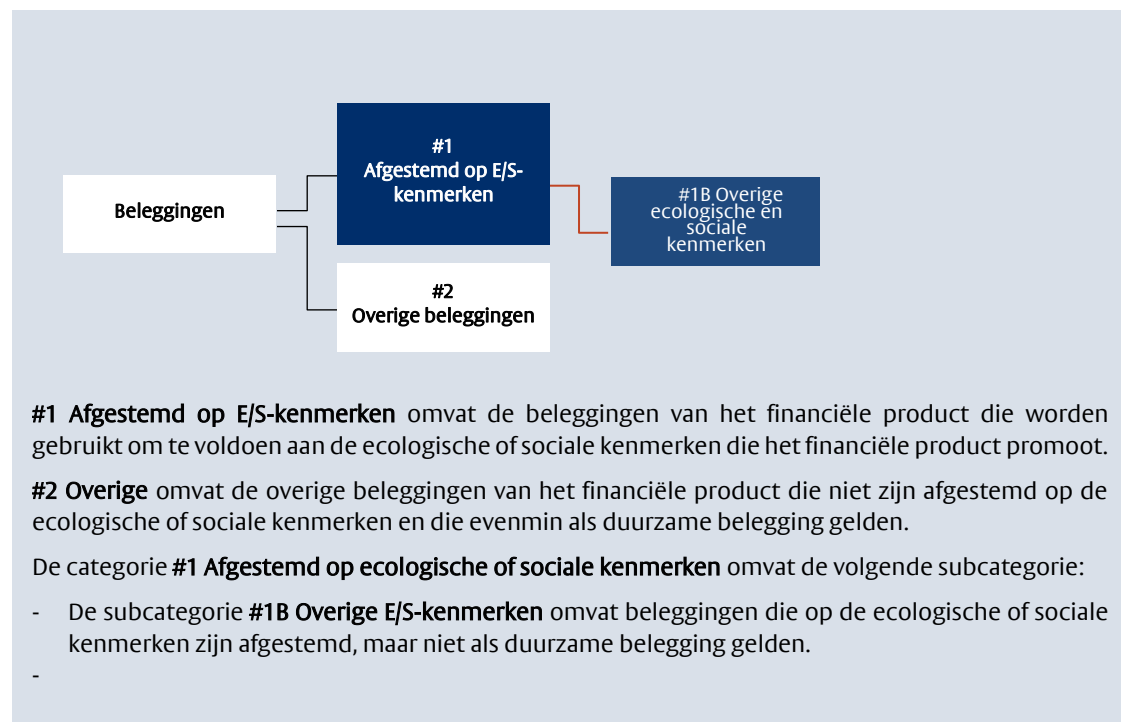 #1
Afgestemd op E/S-
kenmerken
Beleggingen
#1B Overige
ecologische en
sociale
kenmerken
#2
Overige beleggingen
#1 Afgestemd op E/S-kenmerken omvat de beleggingen van het financiële product die worden
gebruikt om te voldoen aan de ecologische of sociale kenmerken die het financiële product promoot.
#2 Overige omvat de overige beleggingen van het financiële product die niet zijn afgestemd op de
ecologische of sociale kenmerken en die evenmin als duurzame belegging gelden.
De categorie #1 Afgestemd op ecologische of sociale kenmerken omvat de volgende subcategorie:
- De subcategorie #1B Overige E/S-kenmerken omvat beleggingen die op de ecologische of sociale
kenmerken zijn afgestemd, maar niet als duurzame belegging gelden.
-